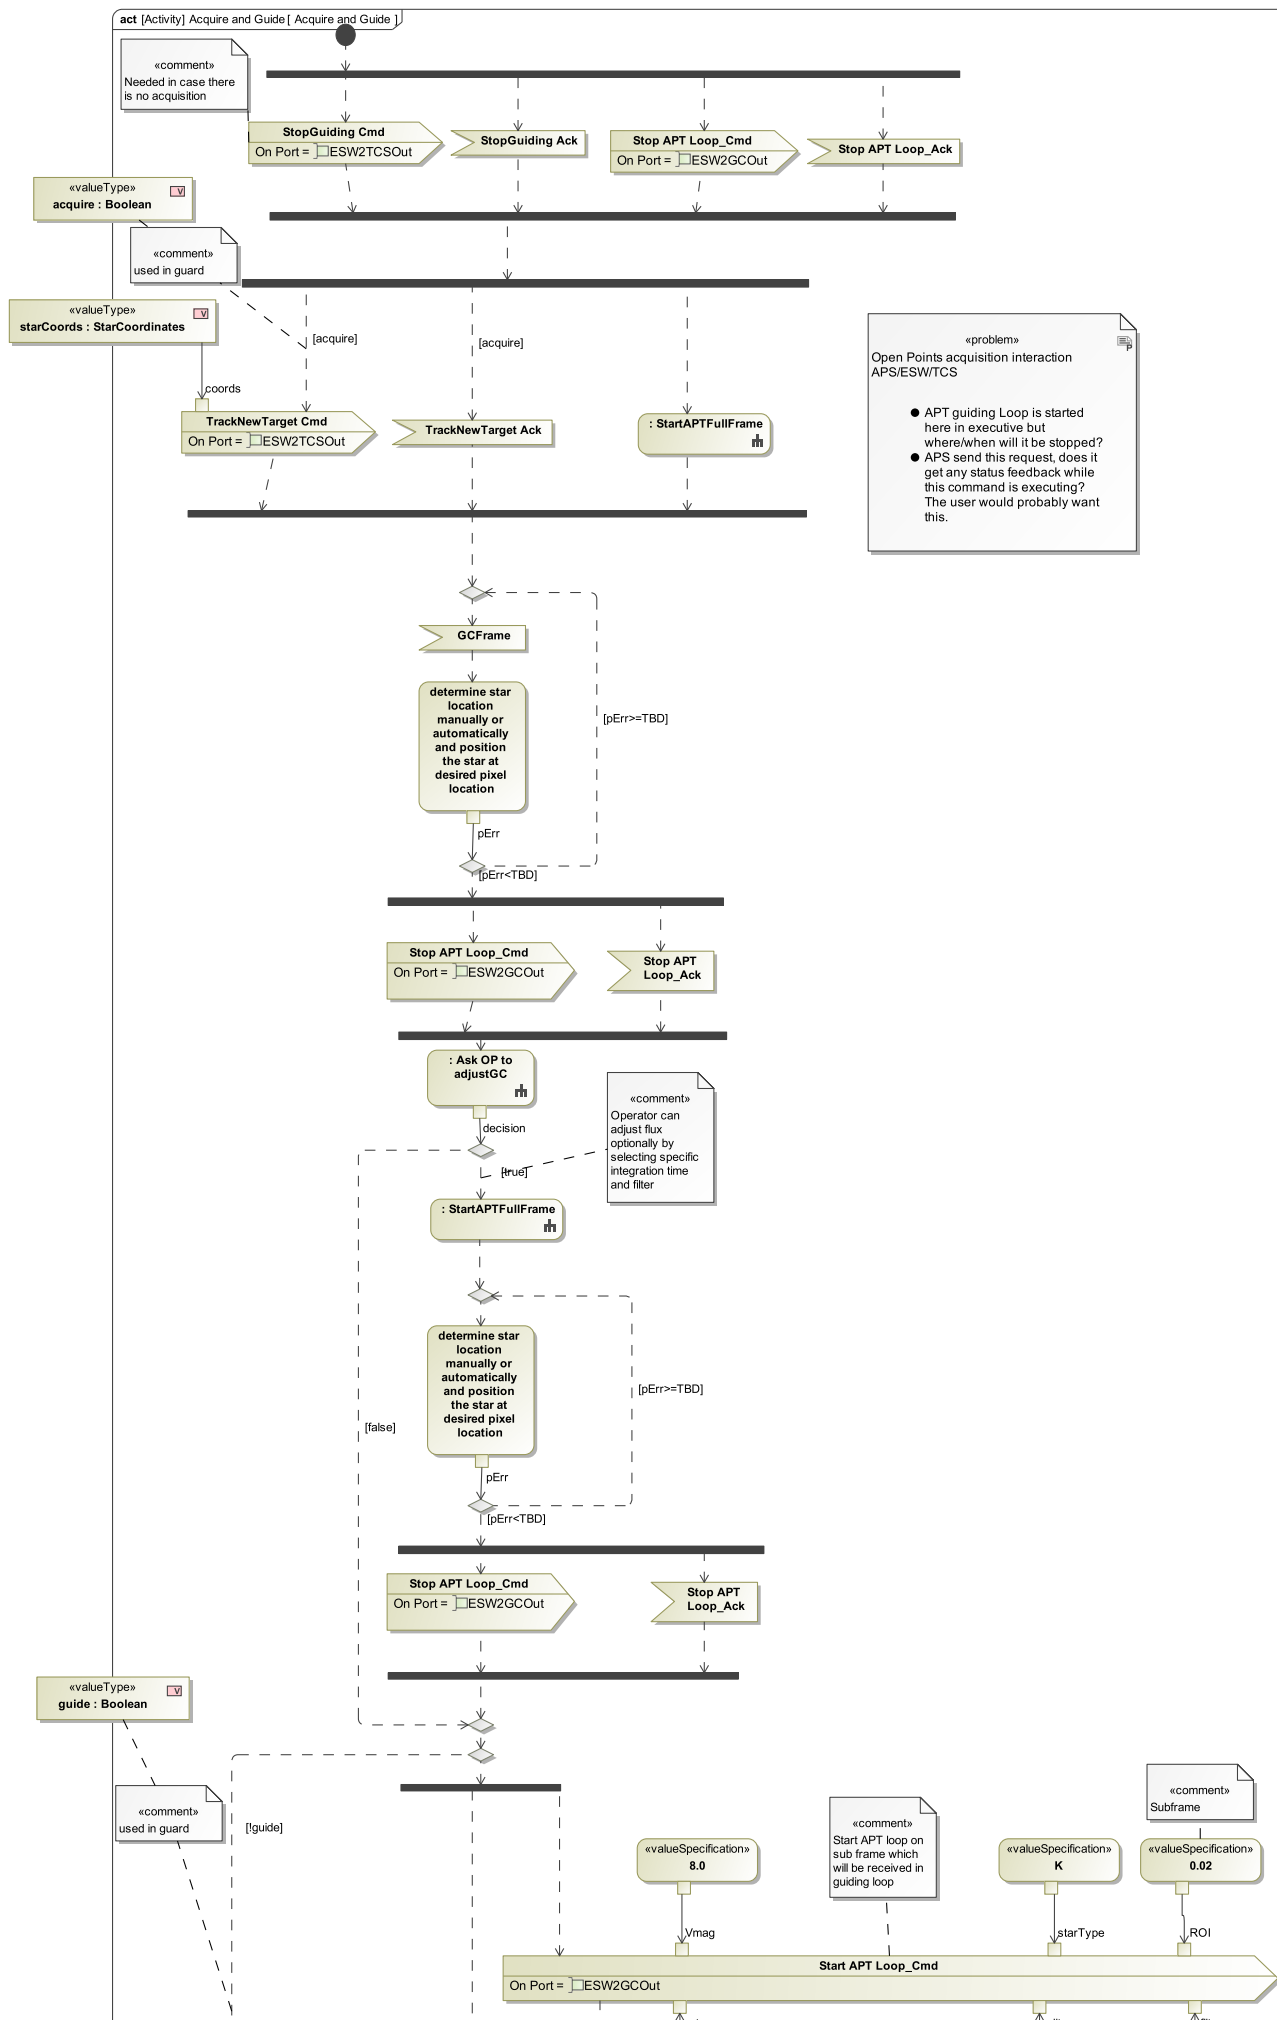 act [Activity] Acquire and Guide [ Acquire and Guide ]
«comment»
Needed in case there
is no acquisition
StopGuiding Cmd
On Port = ESW2TCSOut
StopGuiding Ack
Stop APT Loop_Cmd
On Port = ESW2GCOut
Stop APT Loop_Ack
«valueType»
acquire : Boolean
«comment»
used in guard
«valueType»
starCoords : StarCoordinates
[acquire]
[acquire]
coords
TrackNewTarget Cmd
On Port = ESW2TCSOut
TrackNewTarget Ack
: StartAPTFullFrame
«problem»
Open Points acquisition interaction
APS/ESW/TCS
● APT guiding Loop is started
here in executive but
where/when will it be stopped?
● APS send this request, does it
get any status feedback while
this command is executing?
The user would probably want
this.
GCFrame
determine star
location
manually or
automatically
and position
the star at
desired pixel
location
[pErr>=TBD]
pErr
[pErr<TBD]
Stop APT Loop_Cmd
On Port = ESW2GCOut
Stop APT
Loop_Ack
: Ask OP to
adjustGC
decision
[true]
«comment»
Operator can
adjust flux
optionally by
selecting specific
integration time
and filter
: StartAPTFullFrame
determine star
location
manually or
automatically
and position
the star at
desired pixel
location
[pErr>=TBD]
[false]
pErr
[pErr<TBD]
Stop APT Loop_Cmd
On Port = ESW2GCOut
Stop APT
Loop_Ack
«valueType»
guide : Boolean
«comment»
used in guard
[!guide]
«valueSpecification»
8.0
«comment»
Start APT loop on
sub frame which
will be received in
guiding loop
«valueSpecification»
K
«comment»
Subframe
«valueSpecification»
0.02
Vmag
starType
ROI
Start APT Loop_Cmd
On Port = ESW2GCOut